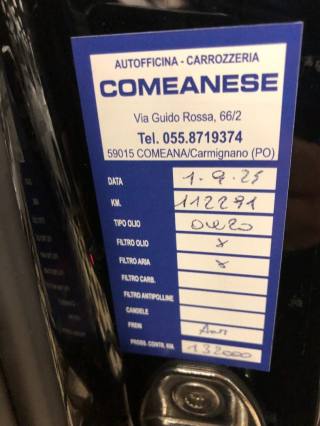 AUTOFFICINA - CARROZZERIA
COMEANESE
Via Guido Rossa, 66/2
Tel. 055.8719374
59015 COMEANA/Carmignano (PO)
DATA 1.9.25
KM. 112291
TIPO OLIO 0W20
FILTRO OLIO X
FILTRO ARIA X
FILTRO CARB.
FILTRO ANTIPOLLINE
CANDELE
FRENI
PROSS. CONTR. KM. 132000